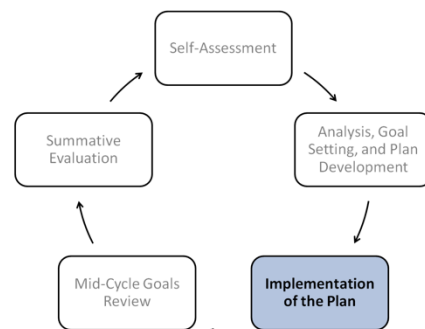 Self-Assessment
Analysis, Goal
Setting, and Plan
Development
Implementation
of the Plan
Mid-Cycle Goals
Review
Summative
Evaluation